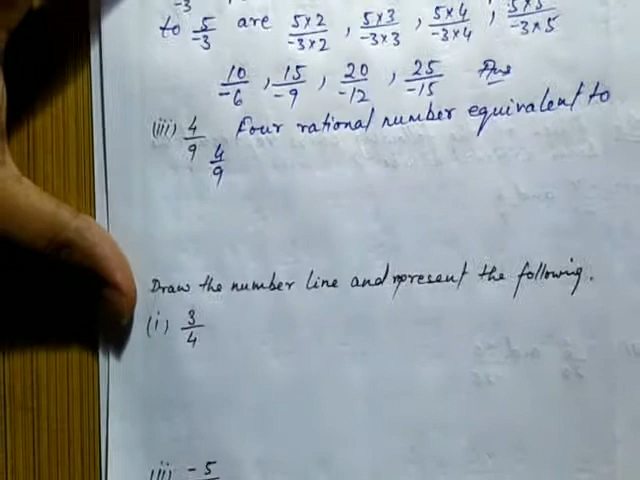 to 5/-3 are 5×2/-3×2, 5×3/-3×3, 5×4/-3×4, 5×5/-3×5
10/-6, 15/-9, 20/-12, 25/-15 Ans
(iii) 4/9 Four rational number equivalent to
4/9
Draw the number line and represent the following.
(i) 3/4
(ii) -5